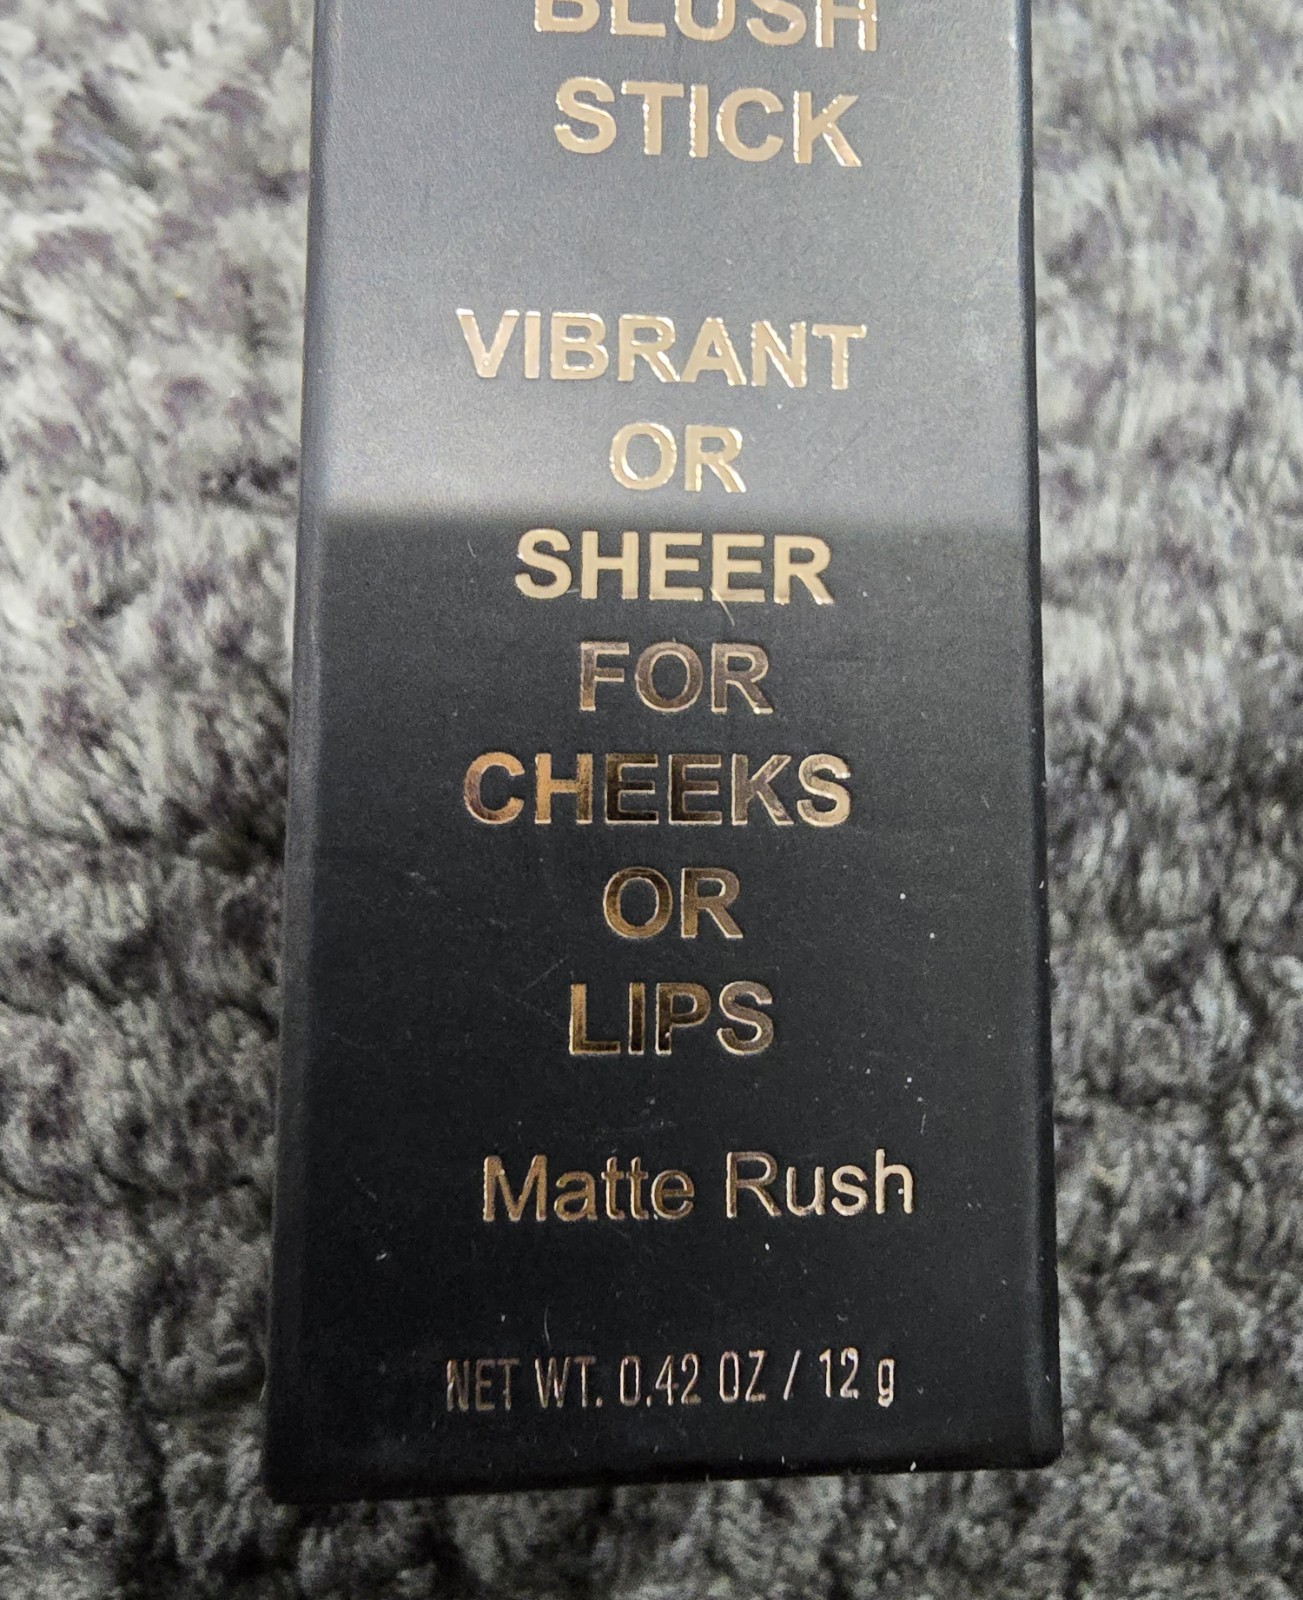 BLUSH
STICK
VIBRANT
OR
SHEER
FOR
CHEEKS
OR
LIPS
Matte Rush
NET WT. 0.42 OZ / 12 g